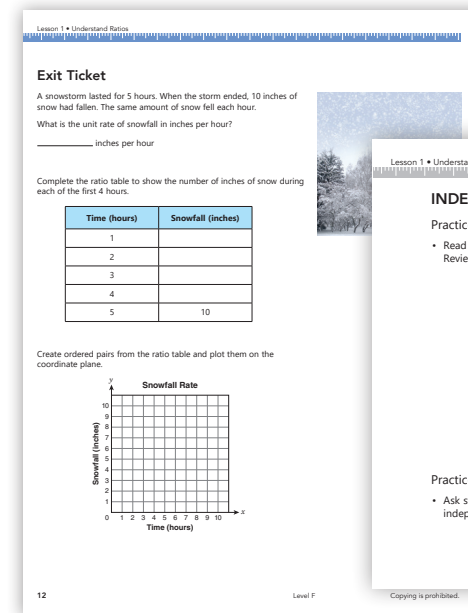 Lesson 1 • Understand Ratios
Exit Ticket
A snowstorm lasted for 5 hours. When the storm ended, 10 inches of
snow had fallen. The same amount of snow fell each hour.
What is the unit rate of snowfall in inches per hour?
inches per hour
Complete the ratio table to show the number of inches of snow during
each of the first 4 hours.
Time (hours) Snowfall (inches)
1
2
3
4
5 10
Create ordered pairs from the ratio table and plot them on the
coordinate plane.
y
Snowfall Rate
Snowfall (inches)
10
9
8
7
6
5
4
3
2
1
0 1 2 3 4 5 6 7 8 9 10 x
Time (hours)
12 Level F
Lesson 1 • Understa
INDE
Practic
• Read
Revie
Practic
• Ask s
indep
Copying is prohibited.